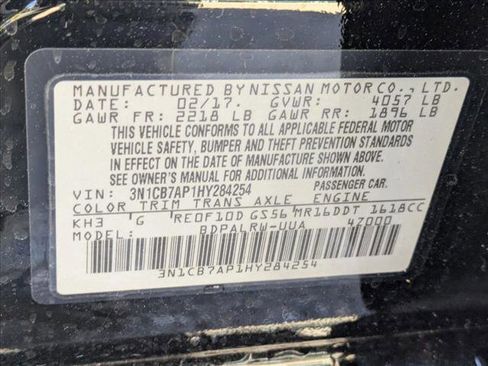 MANUFACTURED BY NISSAN MOTOR CO., LTD.
DATE: 02/17. GVWR: 4057 LB
GAWR FR: 2218 LB GAWR RR: 1896 LB
THIS VEHICLE CONFORMS TO ALL APPLICABLE FEDERAL MOTOR
VEHICLE SAFETY, BUMPER AND THEFT PREVENTION STANDARDS
IN EFFECT ON THE DATE OF MANUFACTURE SHOWN ABOVE.
SEE OWNER'S MANUAL FOR ADDITIONAL LOADING INFORMATION.
VIN: 3N1CB7AP1HY284254 PASSENGER CAR.
COLOR TRIM TRANS AXLE ENGINE
KH3 G RE0F10D GS56 MR16DDT 1618CC
MODEL: BDPALRW-UUA 47000
3N1CB7AP1HY284254